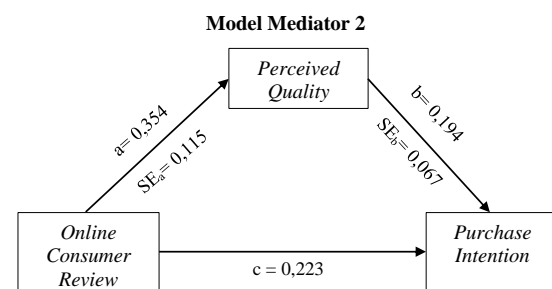 Model Mediator 2
Perceived
Quality
a= 0,354
SEa= 0,115
b= 0,194
SEb= 0,067
Online
Consumer
Review
c = 0,223
Purchase
Intention